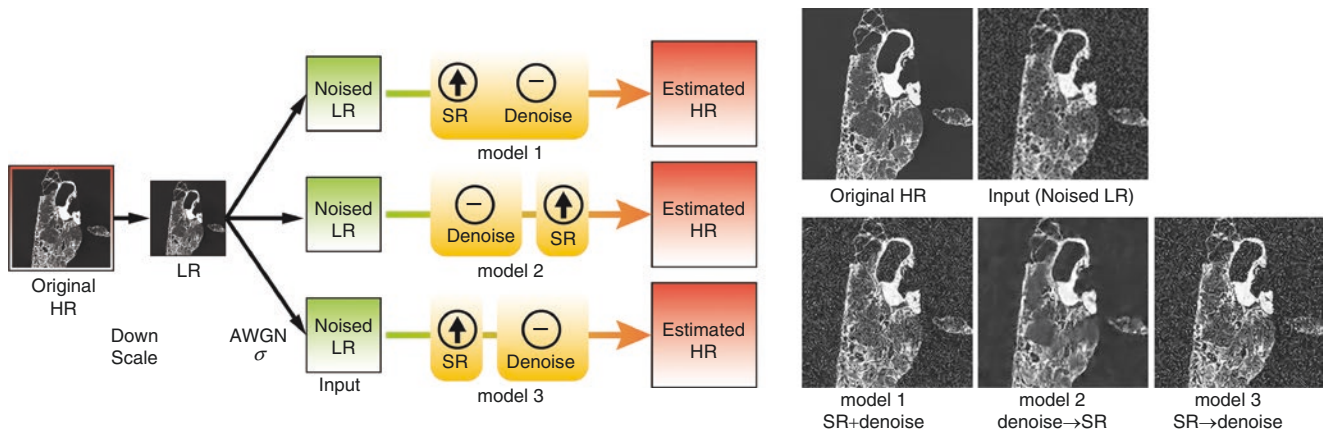 Noised
LR
SR
Denoise
model 1
Estimated
HR
Noised
LR
Denoise
SR
model 2
Estimated
HR
Noised
LR
Input
SR
Denoise
model 3
Estimated
HR
Original
HR
LR
Down
Scale
AWGN
σ
Original HR
Input (Noised LR)
model 1
SR+denoise
model 2
denoise→SR
model 3
SR→denoise